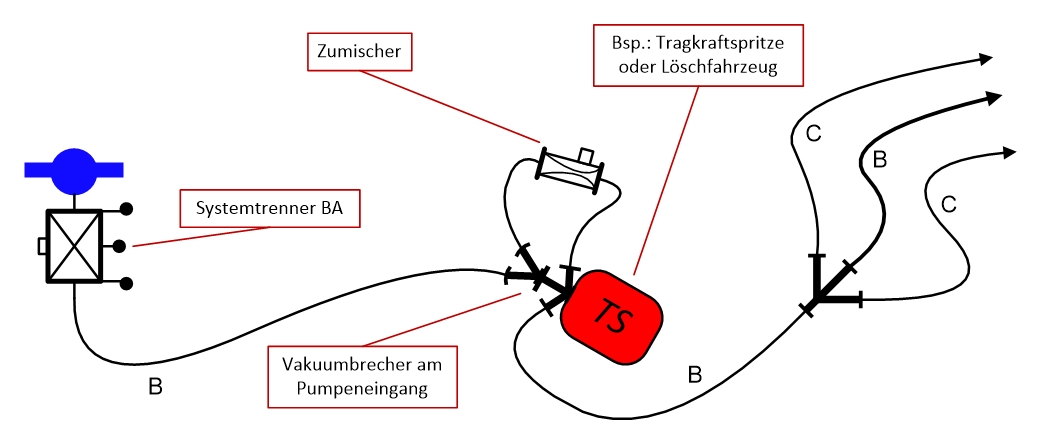 Zumischer
Bsp.: Tragkraftspritze
oder Löschfahrzeug
C
B
C
Systemtrenner BA
TS
Vakuumbrecher am
Pumpeneingang
B
B